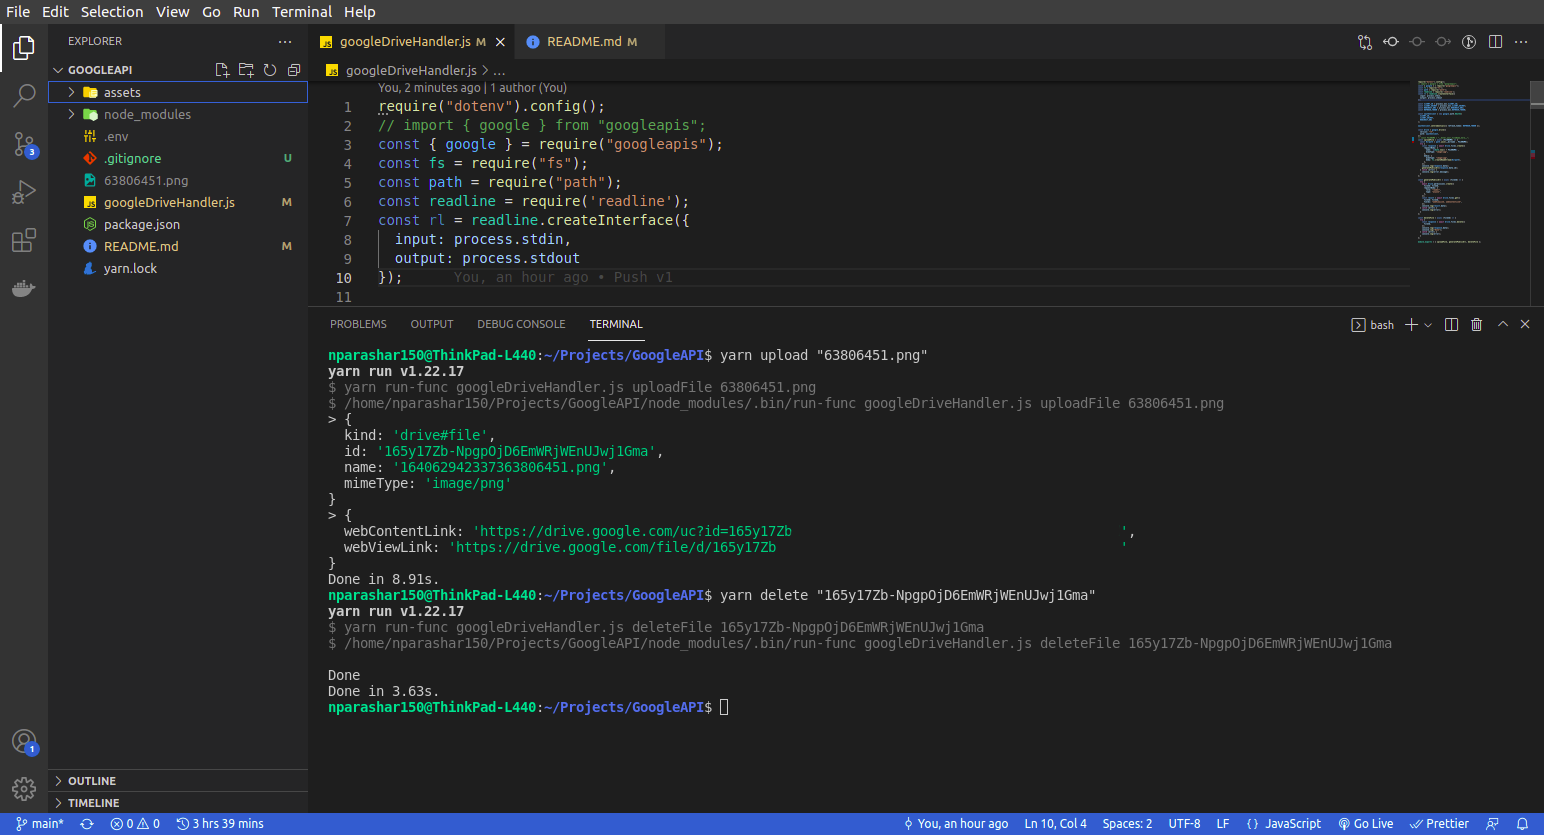 File Edit Selection View Go Run Terminal Help
EXPLORER
GOOGLEAPI
assets
node_modules
.env
.gitignore U
63806451.png
googleDriveHandler.js M
package.json
README.md M
yarn.lock
3
1
OUTLINE
TIMELINE
googleDriveHandler.js M
README.md M
googleDriveHandler.js > ...
You, 2 minutes ago | 1 author (You)
1 require("dotenv").config();
2 // import { google } from "googleapis";
3 const { google } = require("googleapis");
4 const fs = require("fs");
5 const path = require("path");
6 const readline = require('readline');
7 const rl = readline.createInterface({
8 input: process.stdin,
9 output: process.stdout
10 }); You, an hour ago • Push v1
11
PROBLEMS OUTPUT DEBUG CONSOLE TERMINAL
bash
nparashar150@ThinkPad-L440:~/Projects/GoogleAPI$ yarn upload "63806451.png"
yarn run v1.22.17
$ yarn run-func googleDriveHandler.js uploadFile 63806451.png
$ /home/nparashar150/Projects/GoogleAPI/node_modules/.bin/run-func googleDriveHandler.js uploadFile 63806451.png
> {
kind: 'drive#file',
id: '165y17Zb-NpgpOjD6EmWRjWEnUJwj1Gma',
name: '164062942337363806451.png',
mimeType: 'image/png'
}
> {
webContentLink: 'https://drive.google.com/uc?id=165y17Zb ',
webViewLink: 'https://drive.google.com/file/d/165y17Zb '
}
Done in 8.91s.
nparashar150@ThinkPad-L440:~/Projects/GoogleAPI$ yarn delete "165y17Zb-NpgpOjD6EmWRjWEnUJwj1Gma"
yarn run v1.22.17
$ yarn run-func googleDriveHandler.js deleteFile 165y17Zb-NpgpOjD6EmWRjWEnUJwj1Gma
$ /home/nparashar150/Projects/GoogleAPI/node_modules/.bin/run-func googleDriveHandler.js deleteFile 165y17Zb-NpgpOjD6EmWRjWEnUJwj1Gma
Done
Done in 3.63s.
nparashar150@ThinkPad-L440:~/Projects/GoogleAPI$
main* 0 0 3 hrs 39 mins You, an hour ago Ln 10, Col 4 Spaces: 2 UTF-8 LF {} JavaScript Go Live Prettier